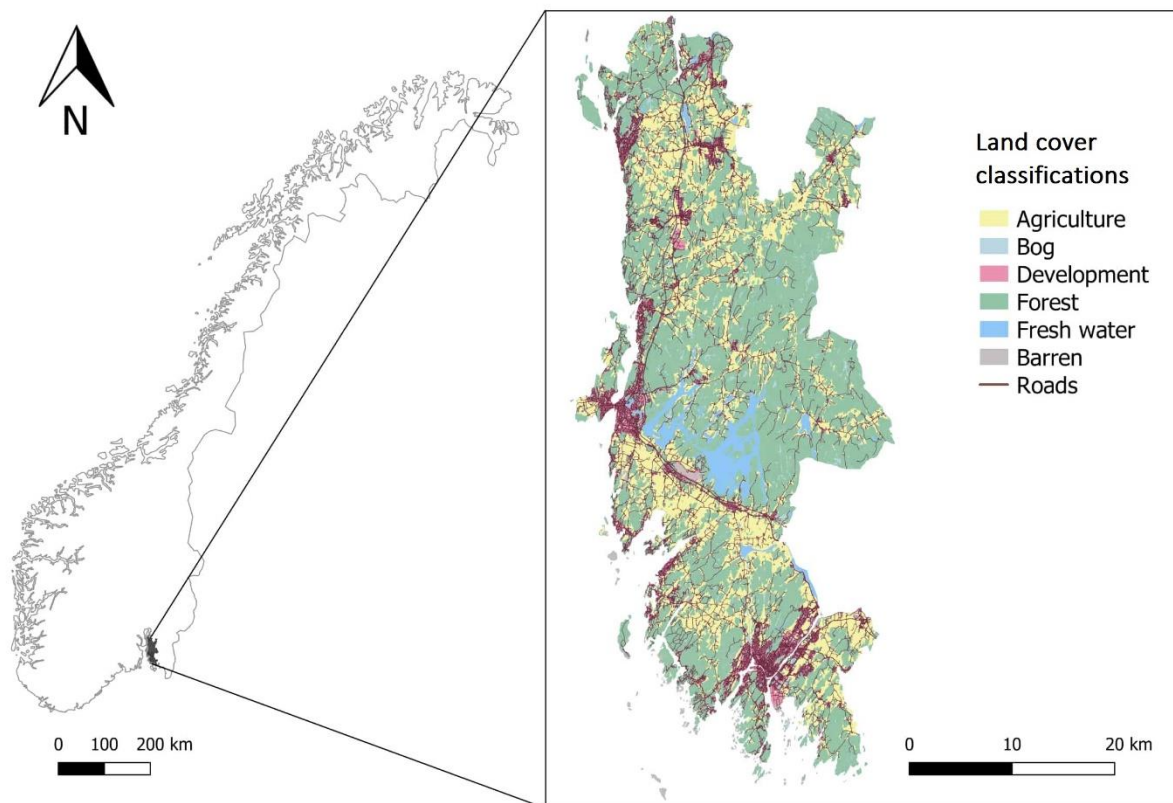 N
0 100 200 km
Land cover
classifications
Agriculture
Bog
Development
Forest
Fresh water
Barren
Roads
0 10 20 km